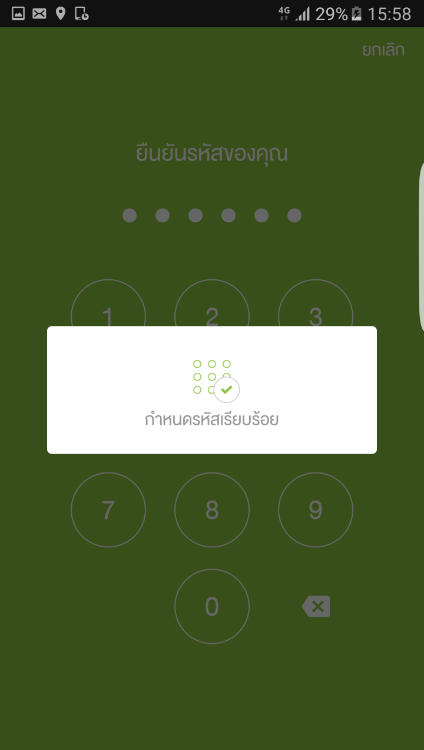 4G 29% 15:58
ยกเลิก
ยืนยันรหัสของคุณ
1 2 3
กำหนดรหัสเรียบร้อย
7 8 9
0